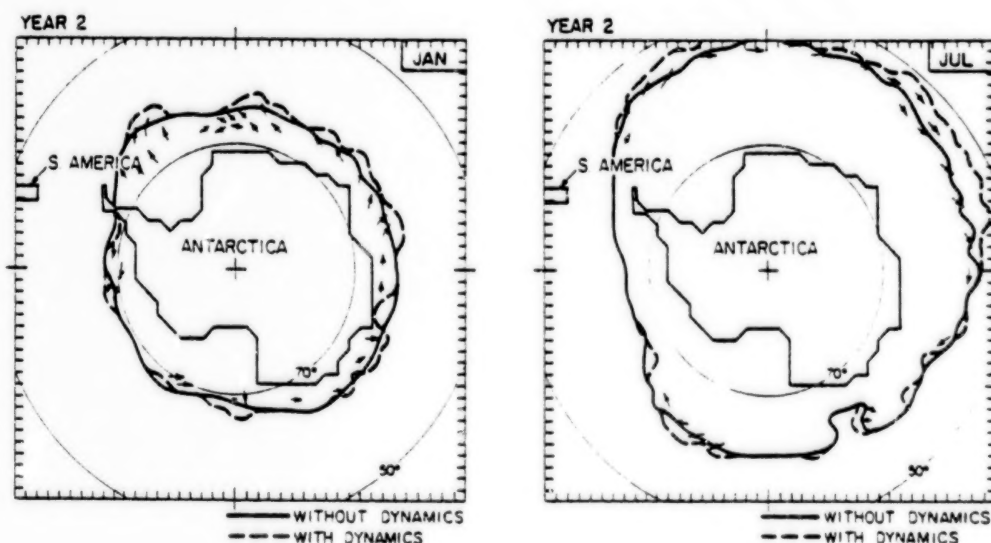 YEAR 2
JAN
S. AMERICA
ANTARCTICA
70°
50°
WITHOUT DYNAMICS
WITH DYNAMICS
YEAR 2
JUL
S. AMERICA
ANTARCTICA
70°
50°
WITHOUT DYNAMICS
WITH DYNAMICS